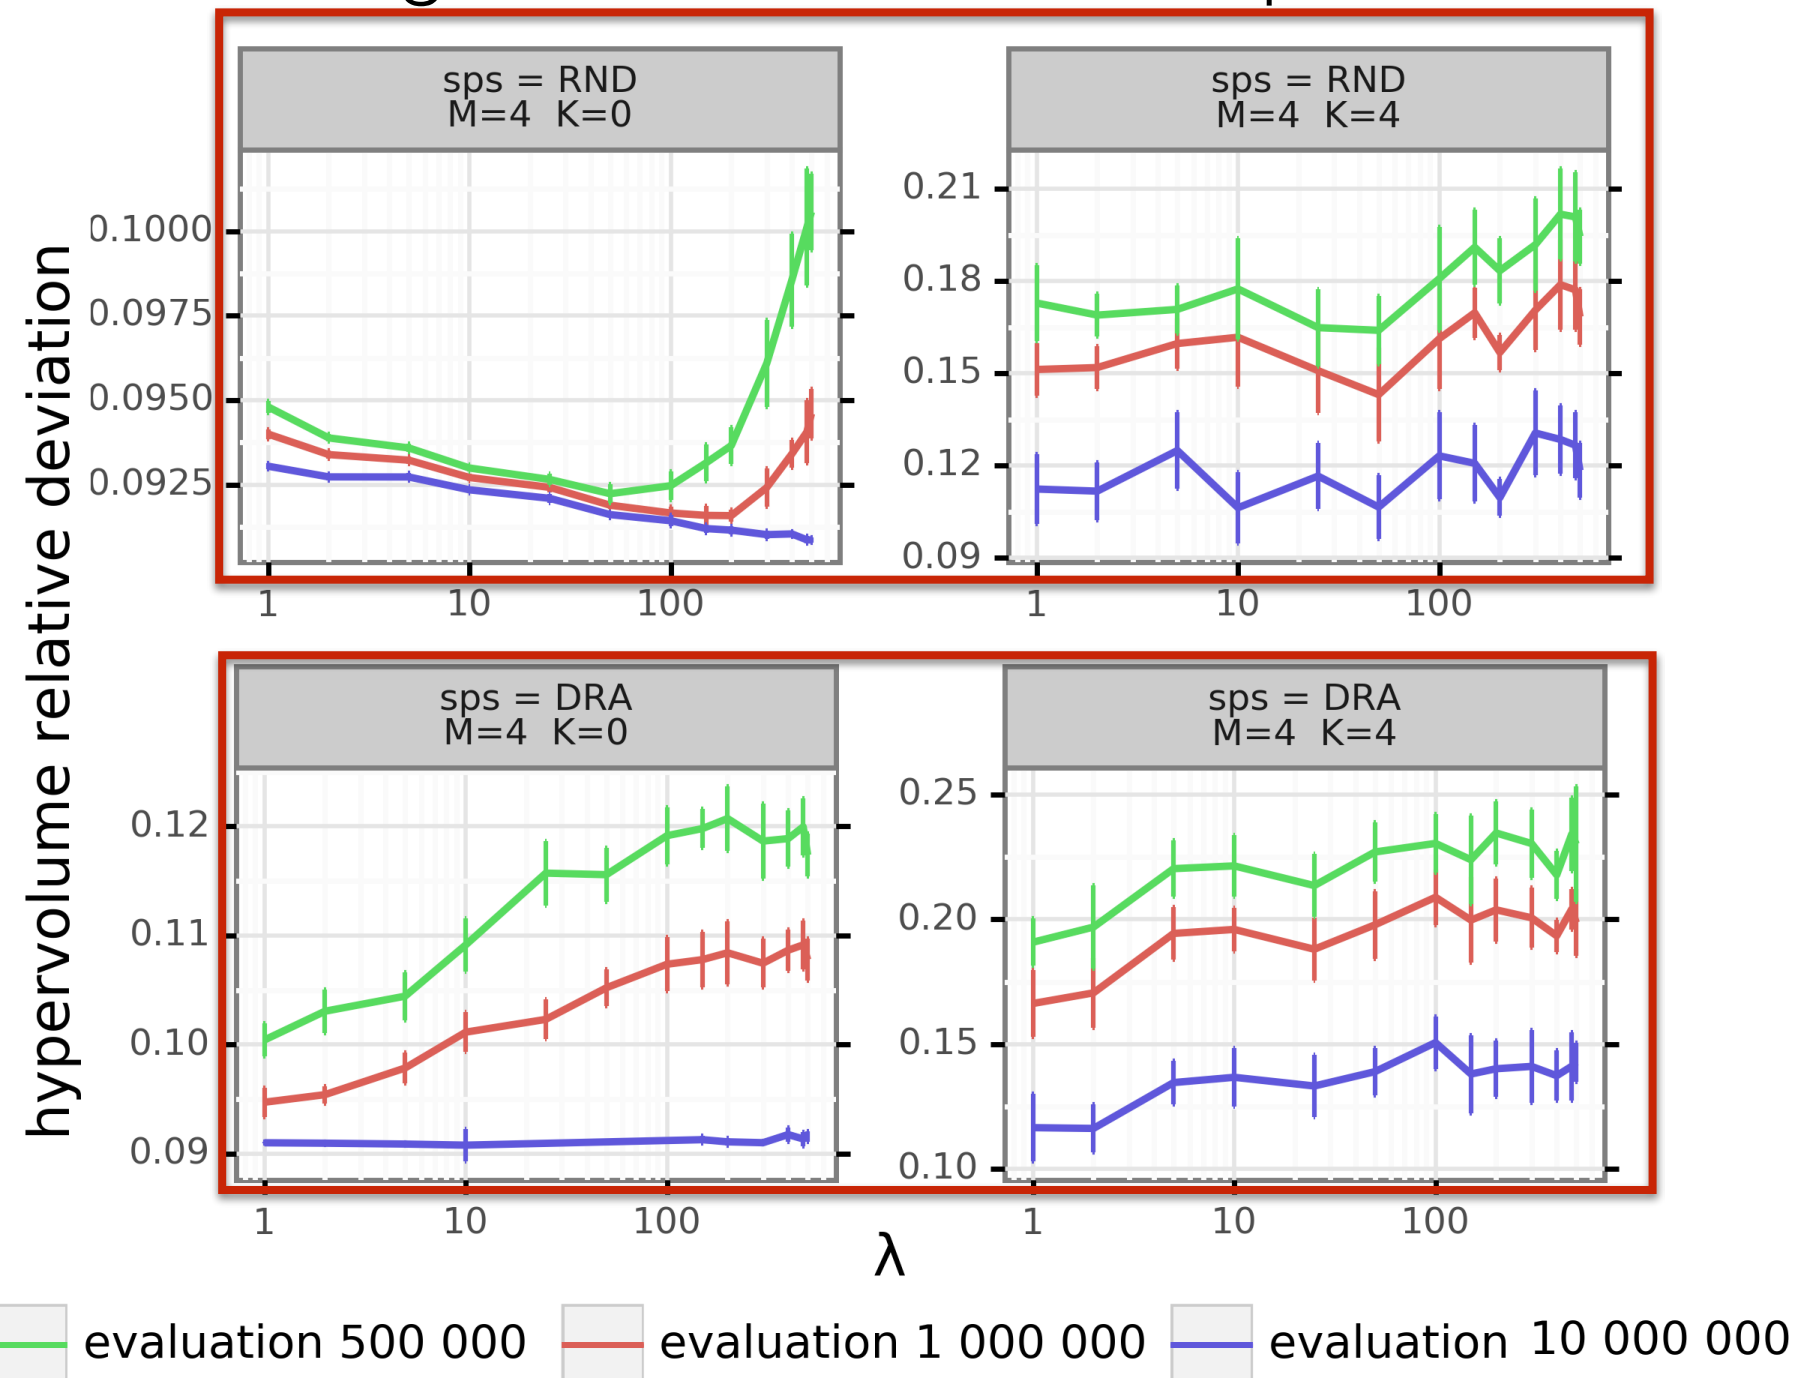 sps = RND
M=4 K=0
sps = RND
M=4 K=4
0.1000
0.0975
0.0950
0.0925
0.21
0.18
0.15
0.12
0.09
1 10 100
1 10 100
sps = DRA
M=4 K=0
sps = DRA
M=4 K=4
0.12
0.11
0.10
0.09
0.25
0.20
0.15
0.10
1 10 100
1 10 100
hypervolume relative deviation
λ
evaluation 500 000 evaluation 1 000 000 evaluation 10 000 000